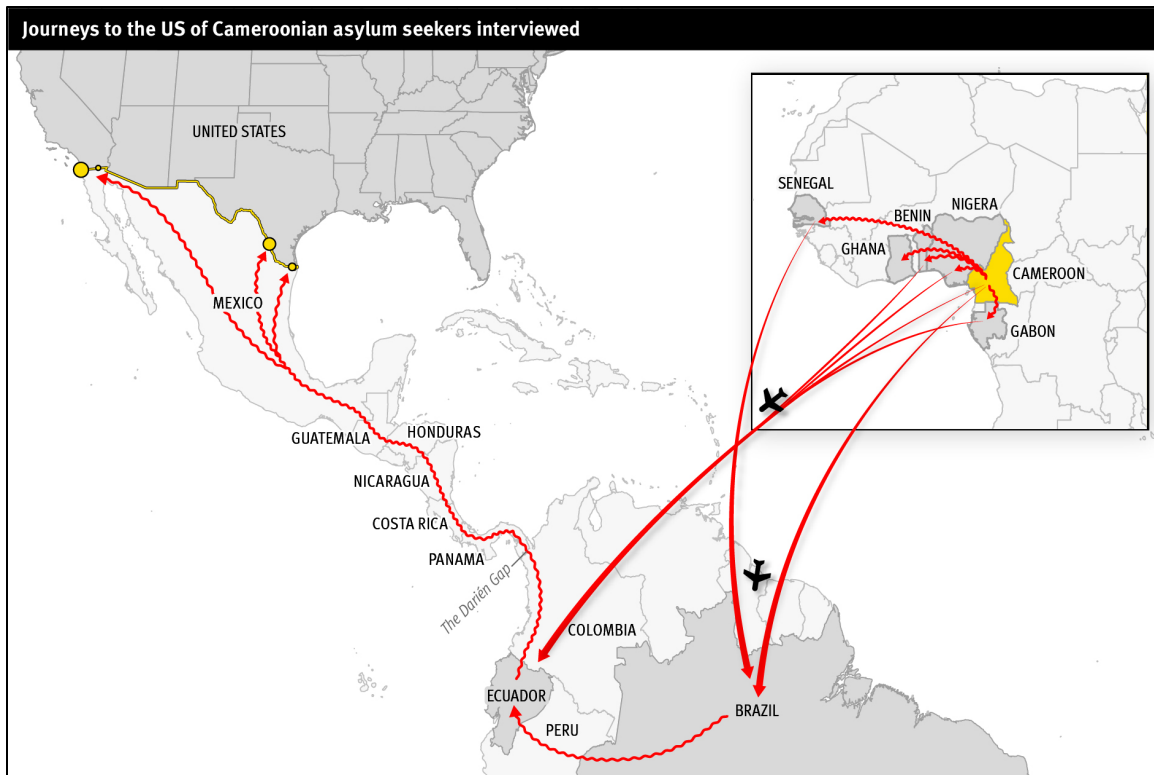 Journeys to the US of Cameroonian asylum seekers interviewed
UNITED STATES
SENEGAL
BENIN
NIGERA
GHANA
CAMEROON
MEXICO
GABON
HONDURAS
GUATEMALA
NICARAGUA
COSTA RICA
PANAMA
The Darién Gap
COLOMBIA
ECUADOR
BRAZIL
PERU